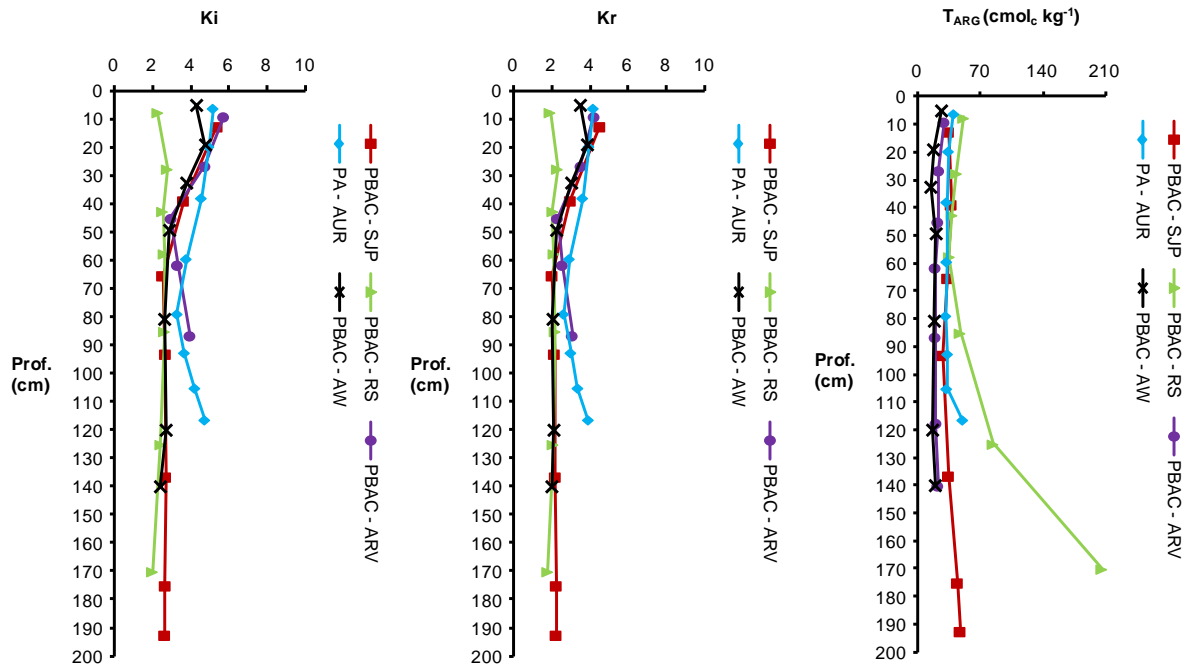 Ki
0 2 4 6 8 10
0
10
20
30
40
50
60
70
80
90
100
110
120
130
140
150
160
170
180
190
200
Prof.
(cm)
PBAC - SJP
PBAC - RS
PBAC - ARV
PA - AUR
PBAC - AW
Kr
0 2 4 6 8 10
0
10
20
30
40
50
60
70
80
90
100
110
120
130
140
150
160
170
180
190
200
Prof.
(cm)
PBAC - SJP
PBAC - RS
PBAC - ARV
PA - AUR
PBAC - AW
T_ARG (cmol_c kg⁻¹)
0 70 140 210
0
10
20
30
40
50
60
70
80
90
100
110
120
130
140
150
160
170
180
190
200
Prof.
(cm)
PBAC - SJP
PBAC - RS
PBAC - ARV
PA - AUR
PBAC - AW